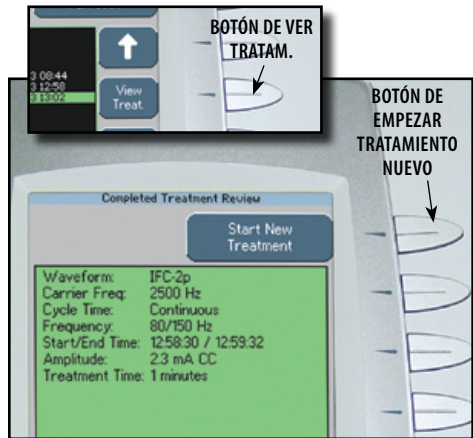 BOTÓN DE VER
TRATAM.
3 08:44
3 12:58
3 13:02
View
Treat.
BOTÓN DE
EMPEZAR
TRATAMIENTO
NUEVO
Completed Treatment Review
Start New
Treatment
Waveform: IFC-2p
Carrier Freq: 2500 Hz
Cycle Time: Continuous
Frequency: 80/150 Hz
Start/End Time: 12:58:30 / 12:59:32
Amplitude: 2.3 mA CC
Treatment Time: 1 minutes